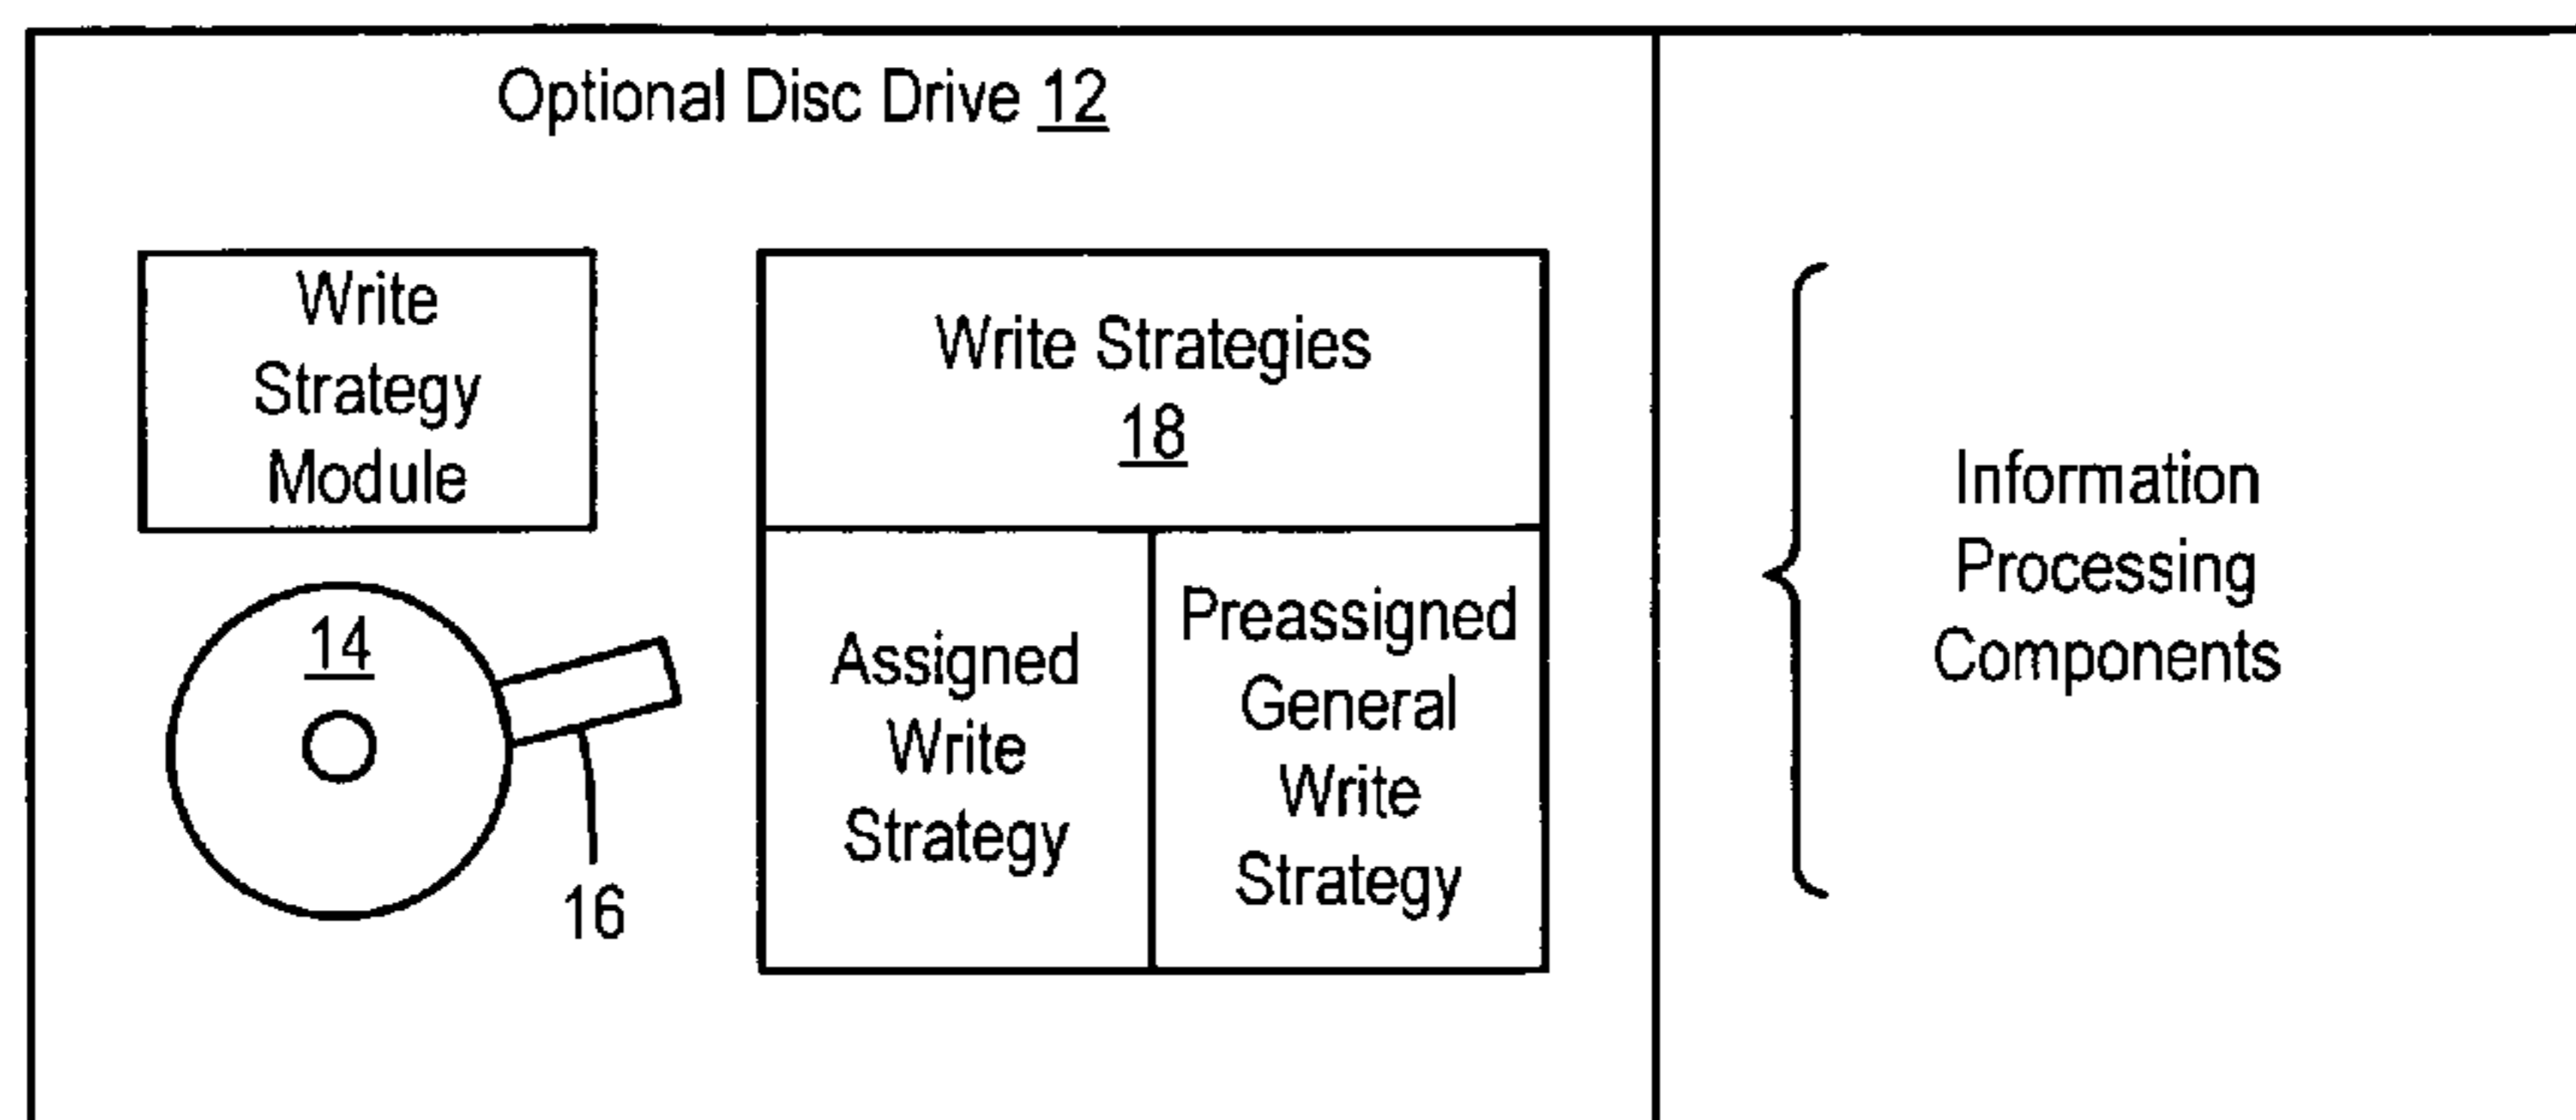 Optional Disc Drive 12
Write
Strategy
Module
14
16
Write Strategies
18
Assigned
Write
Strategy
Preassigned
General
Write
Strategy
Information
Processing
Components